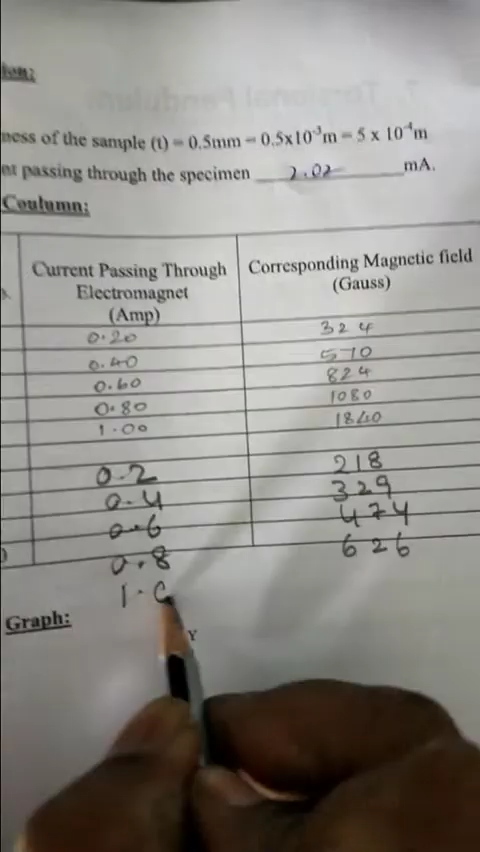 ness of the sample (t) = 0.5mm = 0.5x10⁻³m = 5 x 10⁻⁴m
nt passing through the specimen 2.02 mA.
Coulumn:
Current Passing Through Electromagnet (Amp) Corresponding Magnetic field (Gauss)
0.20 324
0.40 570
0.60 824
0.80 1080
1.00 1840
0.2 218
0.4 329
0.6 474
0.8 626
1.0
Graph:
Y